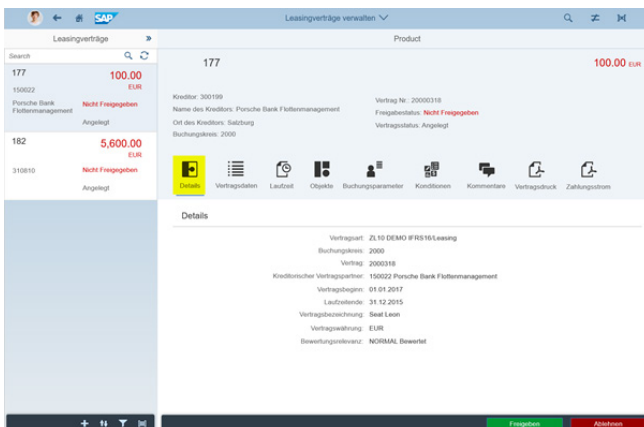 SAP
Leasingverträge verwalten
Leasingverträge
»
Product
Search
177
100.00
EUR
150022
Porsche Bank
Flottenmanagement
Nicht Freigegeben
Angelegt
182
5,600.00
EUR
310810
Nicht Freigegeben
Angelegt
177
100.00 EUR
Kreditor: 300199
Name des Kreditors: Porsche Bank Flottenmanagement
Ort des Kreditors: Salzburg
Buchungskreis: 2000
Vertrag Nr.: 20000318
Freigabestatus: Nicht Freigegeben
Vertragsstatus: Angelegt
Details
Vertragsdaten
Laufzeit
Objekte
Buchungsparameter
Konditionen
Kommentare
Vertragsdruck
Zahlungsstrom
Details
Vertragsart: ZL10 DEMO IFRS16/Leasing
Buchungskreis: 2000
Vertrag: 2000318
Kreditorischer Vertragspartner: 150022 Porsche Bank Flottenmanagement
Vertragsbeginn: 01.01.2017
Laufzeitende: 31.12.2015
Vertragsbezeichnung: Seat Leon
Vertragswährung: EUR
Bewertungsrelevanz: NORMAL Bewertet
Freigeben
Ablehnen